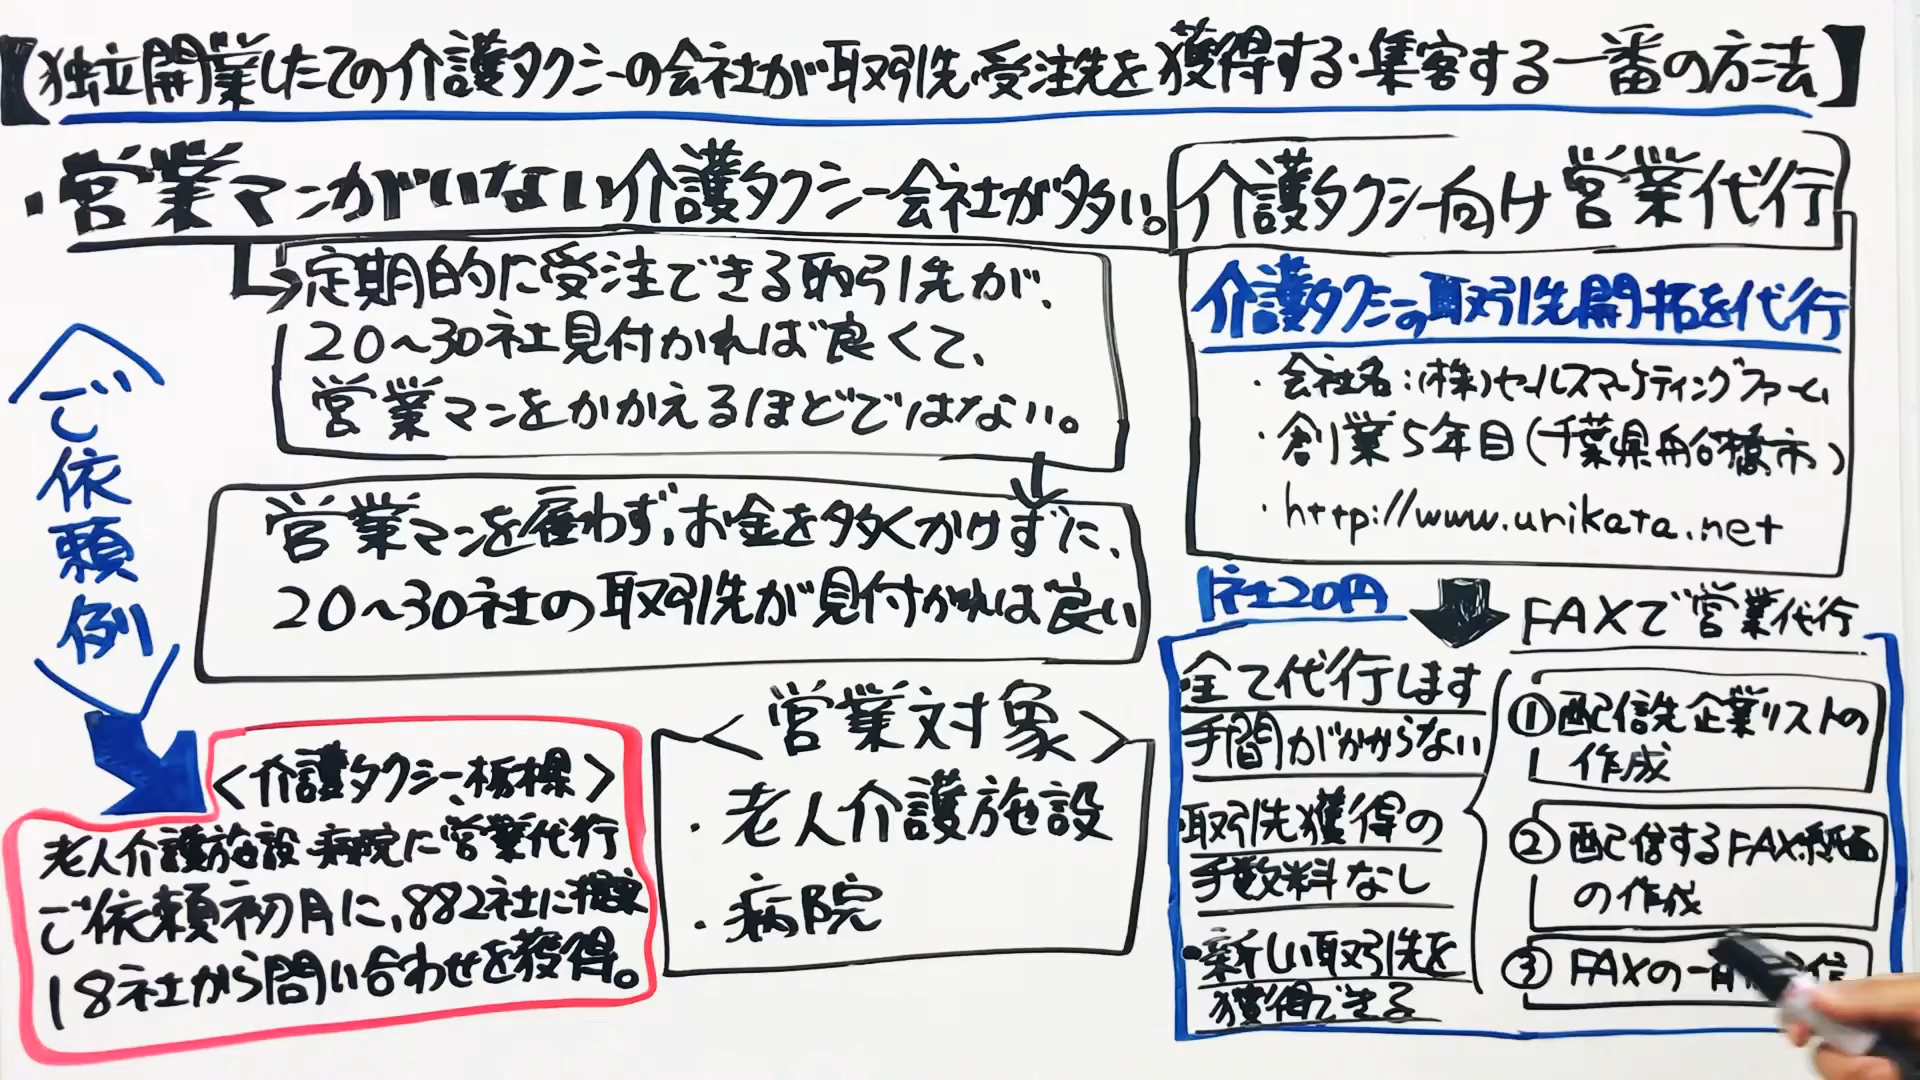 【独立開業したての介護タクシーの会社が取引先・受注先を獲得する・集客する一番の方法】
・営業マンがいない介護タクシー会社が多い。
定期的に受注できる取引先が、
20〜30社見付かれば良くて、
営業マンをかかえるほどではない。
営業マンを雇わず、お金を多くかけずに、
20〜30社の取引先が見付かれば良い
〈ご依頼例〉
〈介護タクシー 栃木県〉
老人介護施設・病院に営業代行
ご依頼初月に、882社に
18社から問い合わせを獲得。
〈営業対象〉
・老人介護施設
・病院
介護タクシー向け営業代行
介護タクシーの取引先開拓を代行
・会社名:(株)セールスマーケティングファーム
・創業5年目(千葉県船橋市)
・http://www.urikata.net
1社20円
FAXで営業代行
・全て代行します
手間がかからない
・取引先獲得の
手数料なし
・新しい取引先を
獲得できる
①配信先企業リストの
作成
②配信するFAX紙面
の作成
③FAXの一